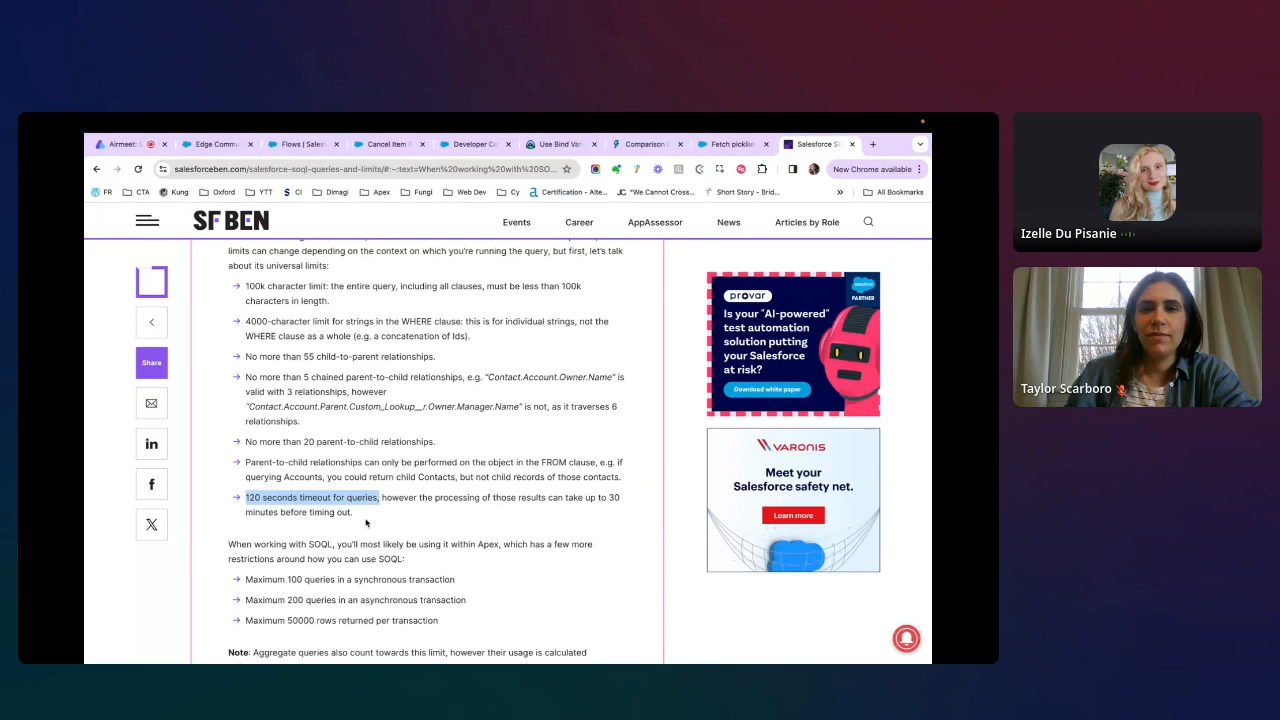 Airmeet: S
Edge Commu
Flows | Sales
Cancel Item F
Developer Co
Use Bind Var
Comparison O
Fetch picklist
Salesforce SO
salesforceben.com/salesforce-soql-queries-and-limits/#:~:text=When%20working%20with%20SO...
New Chrome available
FR
CTA
Kung
Oxford
YTT
CI
Dimagi
Apex
Fungi
Web Dev
Cy
Certification - Alte...
"We Cannot Cross...
Short Story - Brid...
All Bookmarks
SF BEN
Events
Career
AppAssessor
News
Articles by Role
limits can change depending on the context on which you're running the query, but first, let's talk
about its universal limits:
100k character limit: the entire query, including all clauses, must be less than 100k
characters in length.
4000-character limit for strings in the WHERE clause: this is for individual strings, not the
WHERE clause as a whole (e.g. a concatenation of Ids).
No more than 55 child-to-parent relationships.
No more than 5 chained parent-to-child relationships, e.g. "Contact.Account.Owner.Name" is
valid with 3 relationships, however
"Contact.Account.Parent.Custom_Lookup__r.Owner.Manager.Name" is not, as it traverses 6
relationships.
No more than 20 parent-to-child relationships.
Parent-to-child relationships can only be performed on the object in the FROM clause, e.g. if
querying Accounts, you could return child Contacts, but not child records of those contacts.
120 seconds timeout for queries, however the processing of those results can take up to 30
minutes before timing out.
When working with SOQL, you'll most likely be using it within Apex, which has a few more
restrictions around how you can use SOQL:
Maximum 100 queries in a synchronous transaction
Maximum 200 queries in an asynchronous transaction
Maximum 50000 rows returned per transaction
Note: Aggregate queries also count towards this limit, however their usage is calculated
Share
provar
salesforce
PARTNER
Is your "AI-powered"
test automation
solution putting
your Salesforce
at risk?
Download white paper
VARONIS
Meet your
Salesforce safety net.
Learn more
Izelle Du Pisanie
Taylor Scarboro